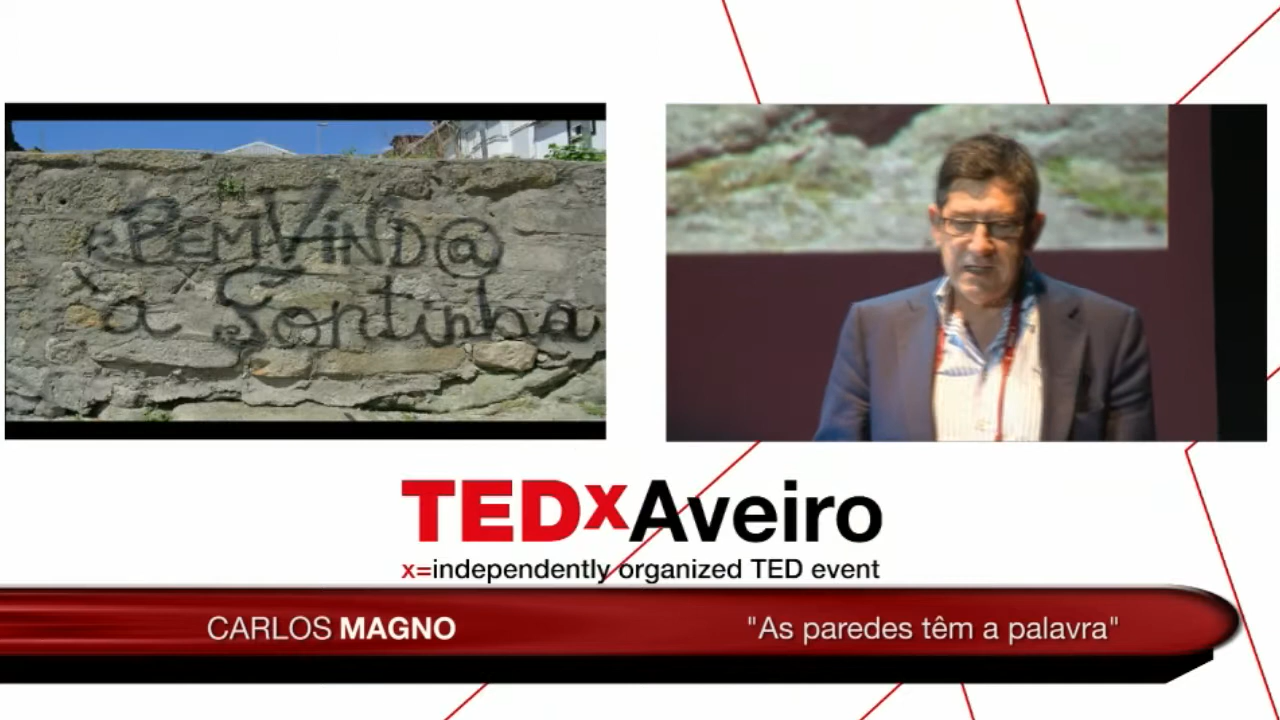 BEMVIND@
à Fontinha
TEDxAveiro
x=independently organized TED event
CARLOS MAGNO
"As paredes têm a palavra"